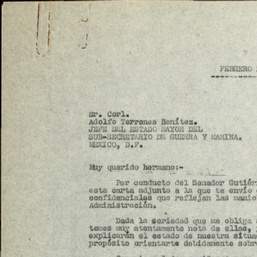 FEBRERO
Sr. Corl.
Adolfo Terrones Benítez.
JEFE DEL ESTADO MAYOR DEL
SUB-SECRETARIO DE GUERRA Y MARINA.
MEXICO, D.F.
Muy querido hermano:-
Por conducto del Senador Gutiér
esta carta adjunto a la que te envío
confidenciales que reflejan las
Administración.
Dada la seriedad que me obliga
tomes muy atentamente nota de ellos,
explicarán el estado de nuestra situa
propósito orientarte debidamente sobr